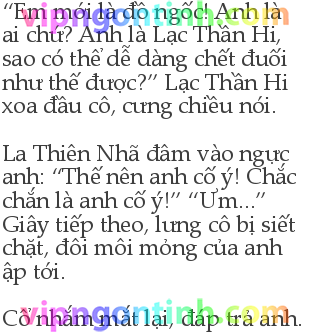 “Em mới là đồ ngốc! Anh là
ai chứ? Anh là Lạc Thần Hi,
sao có thể dễ dàng chết đuối
như thế được?” Lạc Thần Hi
xoa đầu cô, cưng chiều nói.
La Thiên Nhã đâm vào ngực
anh: “Thế nên anh cố ý! Chắc
chắn là anh cố ý!” “Ưm...”
Giây tiếp theo, lưng cô bị siết
chặt, đôi môi mỏng của anh
ập tới.
Cô nhắm mắt lại, đáp trả anh.
vipngontinh.com
vipngontinh.com